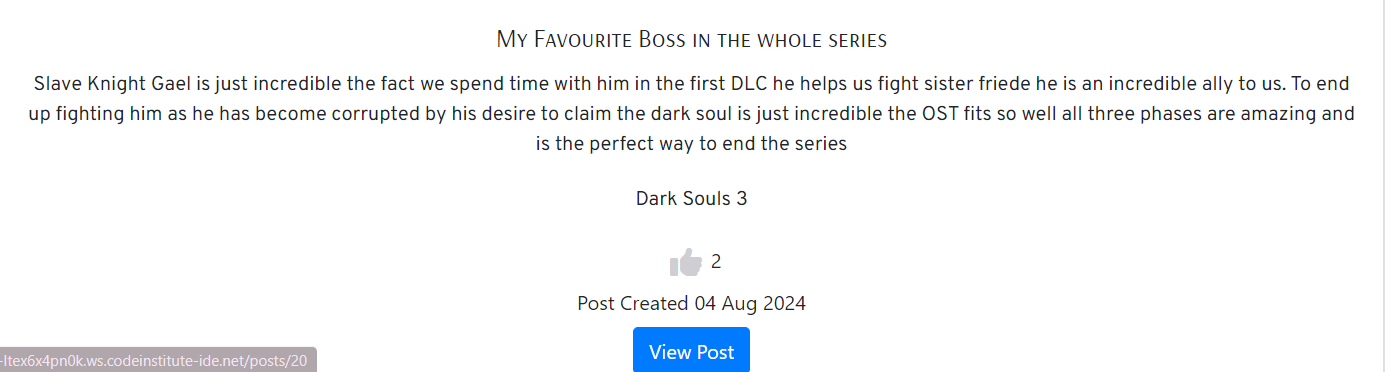 My Favourite Boss in the whole series
Slave Knight Gael is just incredible the fact we spend time with him in the first DLC he helps us fight sister friede he is an incredible ally to us. To end
up fighting him as he has become corrupted by his desire to claim the dark soul is just incredible the OST fits so well all three phases are amazing and
is the perfect way to end the series
Dark Souls 3
2
Post Created 04 Aug 2024
View Post
-ltex6x4pn0k.ws.codeinstitute-ide.net/posts/20